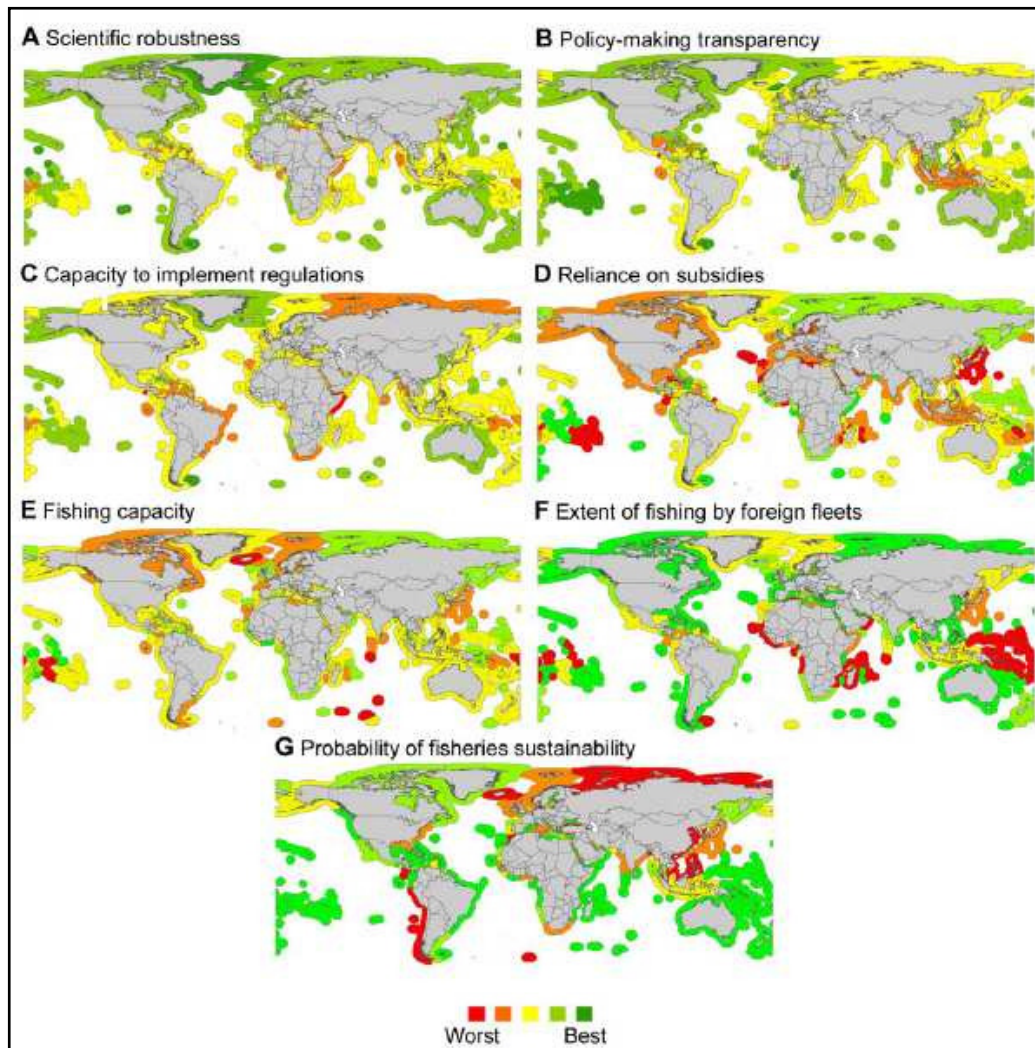 A Scientific robustness
B Policy-making transparency
C Capacity to implement regulations
D Reliance on subsidies
E Fishing capacity
F Extent of fishing by foreign fleets
G Probability of fisheries sustainability
Worst Best